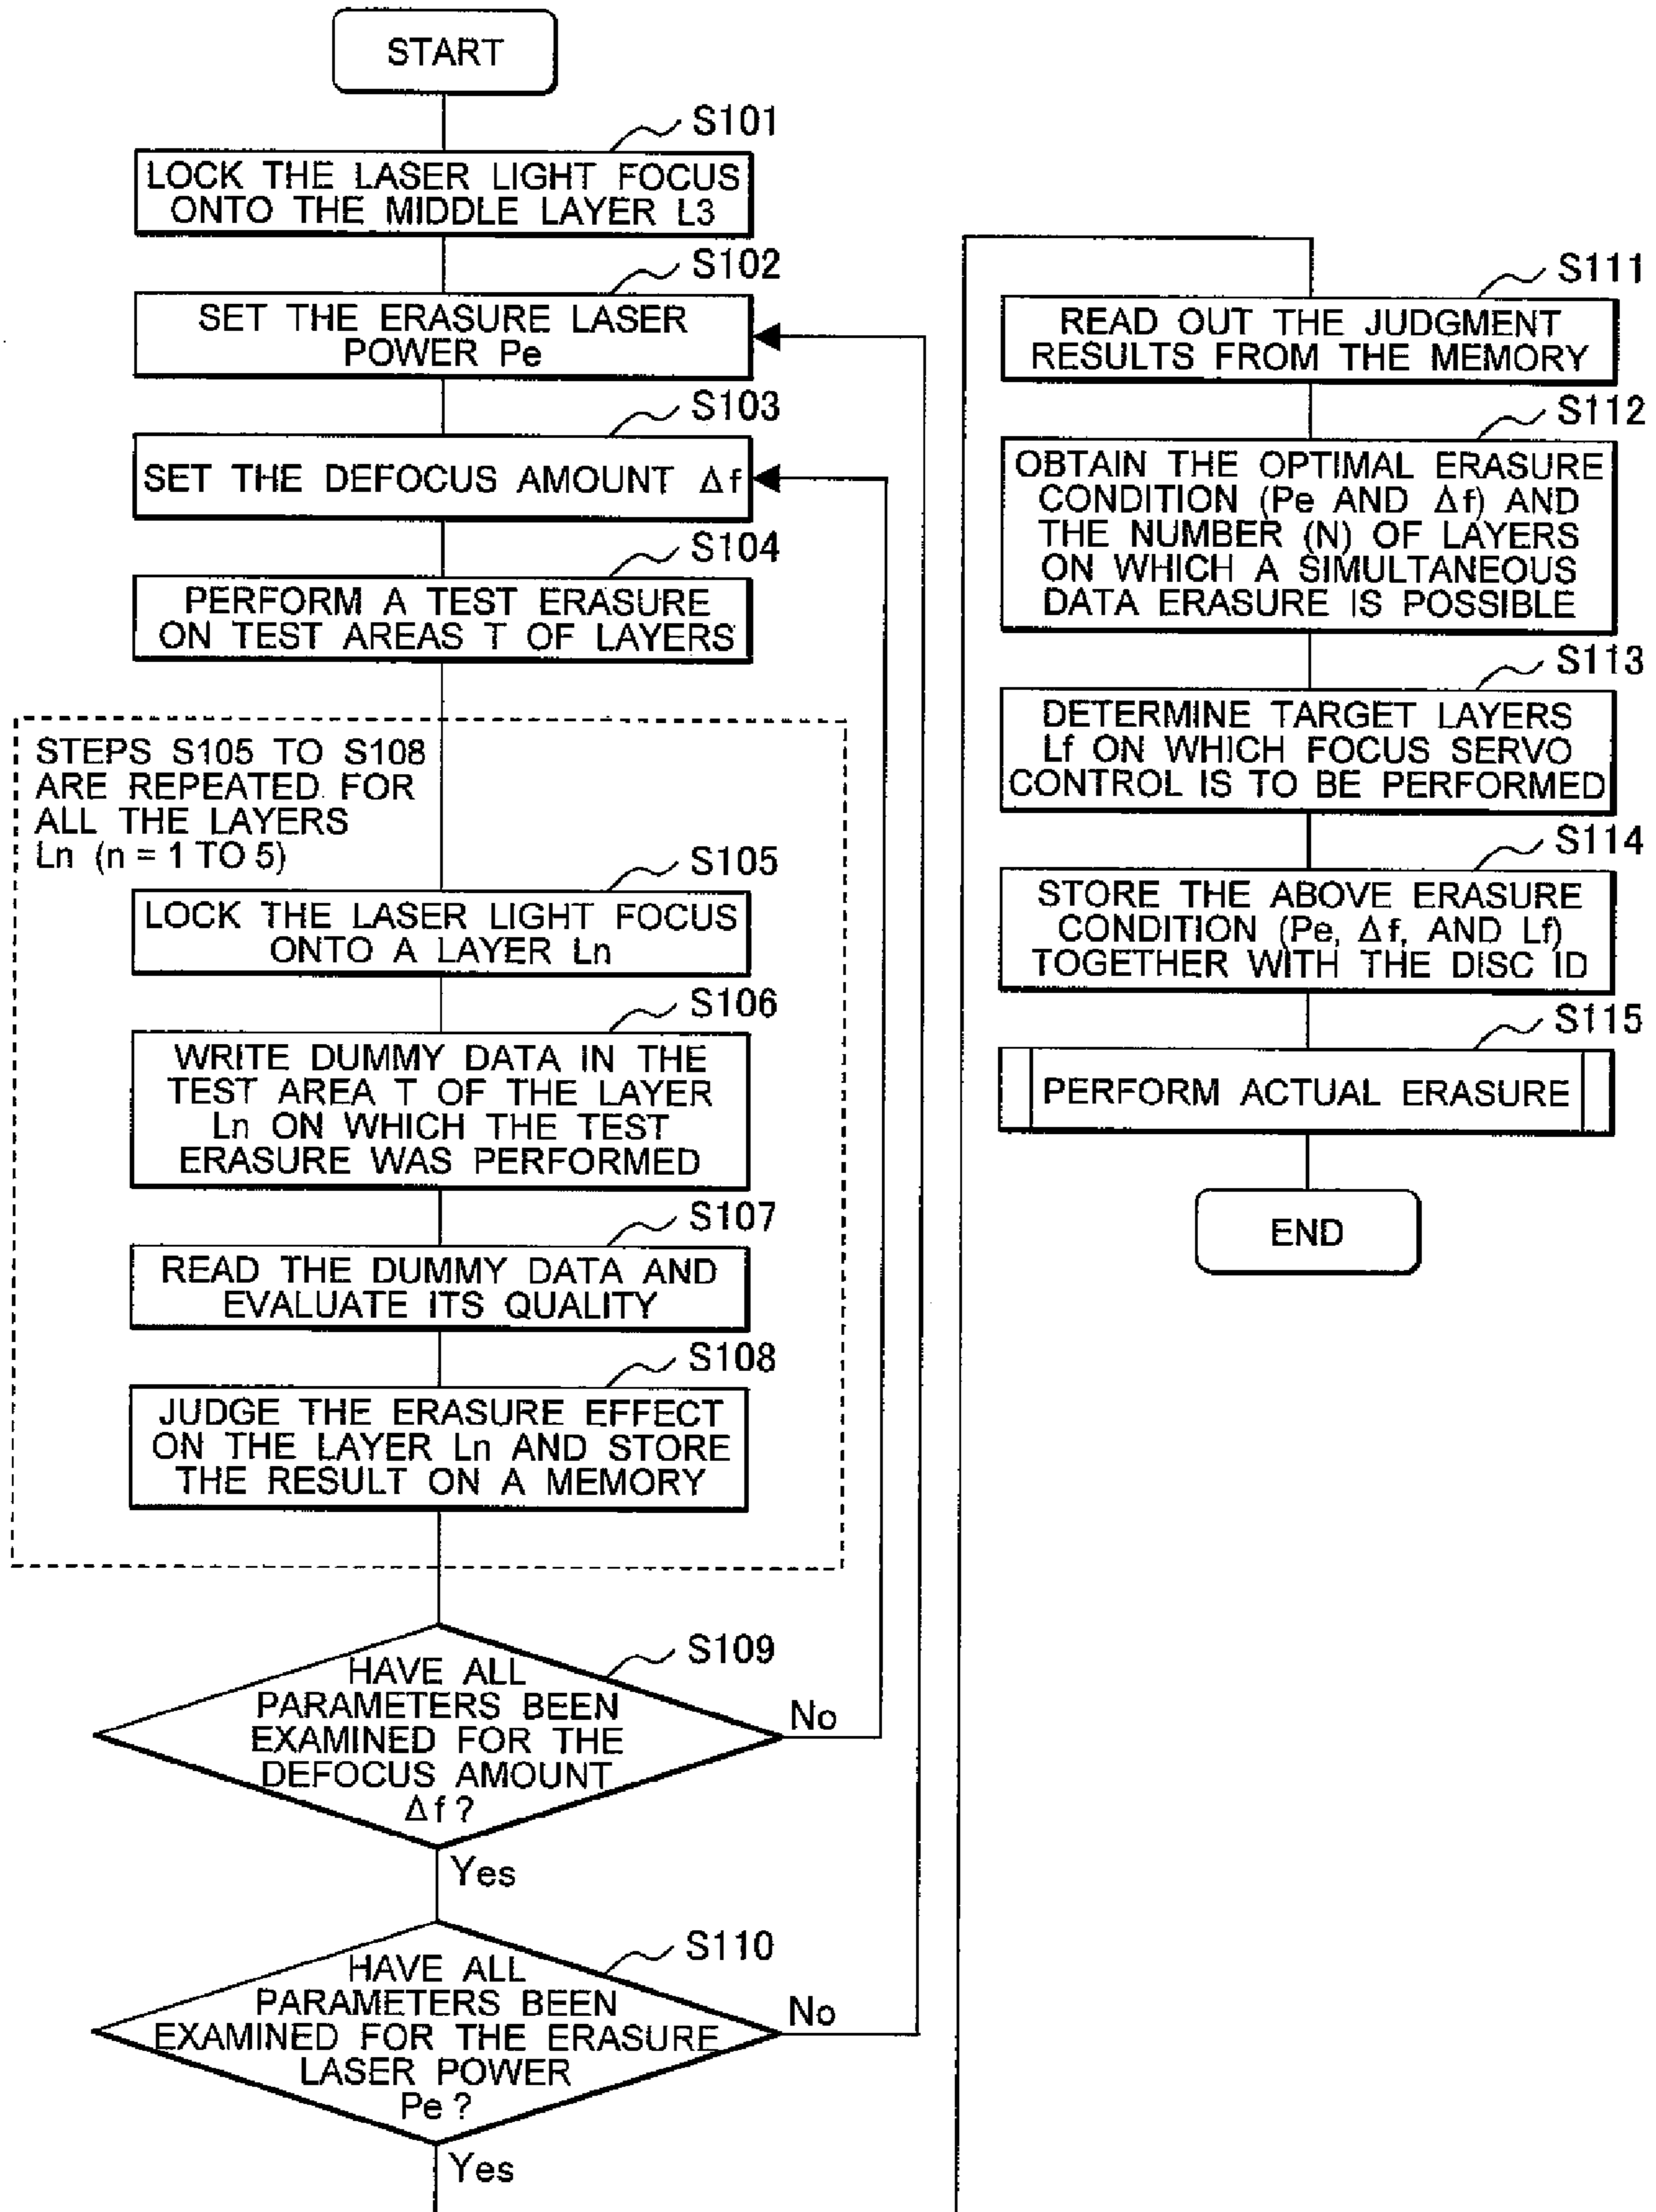 START
S101
LOCK THE LASER LIGHT FOCUS
ONTO THE MIDDLE LAYER L3
S102
SET THE ERASURE LASER
POWER Pe
S103
SET THE DEFOCUS AMOUNT Δf
S104
PERFORM A TEST ERASURE
ON TEST AREAS T OF LAYERS
STEPS S105 TO S108
ARE REPEATED FOR
ALL THE LAYERS
Ln (n = 1 TO 5)
S105
LOCK THE LASER LIGHT FOCUS
ONTO A LAYER Ln
S106
WRITE DUMMY DATA IN THE
TEST AREA T OF THE LAYER
Ln ON WHICH THE TEST
ERASURE WAS PERFORMED
S107
READ THE DUMMY DATA AND
EVALUATE ITS QUALITY
S108
JUDGE THE ERASURE EFFECT
ON THE LAYER Ln AND STORE
THE RESULT ON A MEMORY
S109
HAVE ALL
PARAMETERS BEEN
EXAMINED FOR THE
DEFOCUS AMOUNT
Δf?
No
Yes
S110
HAVE ALL
PARAMETERS BEEN
EXAMINED FOR THE ERASURE
LASER POWER
Pe?
No
Yes
S111
READ OUT THE JUDGMENT
RESULTS FROM THE MEMORY
S112
OBTAIN THE OPTIMAL ERASURE
CONDITION (Pe AND Δf) AND
THE NUMBER (N) OF LAYERS
ON WHICH A SIMULTANEOUS
DATA ERASURE IS POSSIBLE
S113
DETERMINE TARGET LAYERS
Lf ON WHICH FOCUS SERVO
CONTROL IS TO BE PERFORMED
S114
STORE THE ABOVE ERASURE
CONDITION (Pe, Δf, AND Lf)
TOGETHER WITH THE DISC ID
S115
PERFORM ACTUAL ERASURE
END